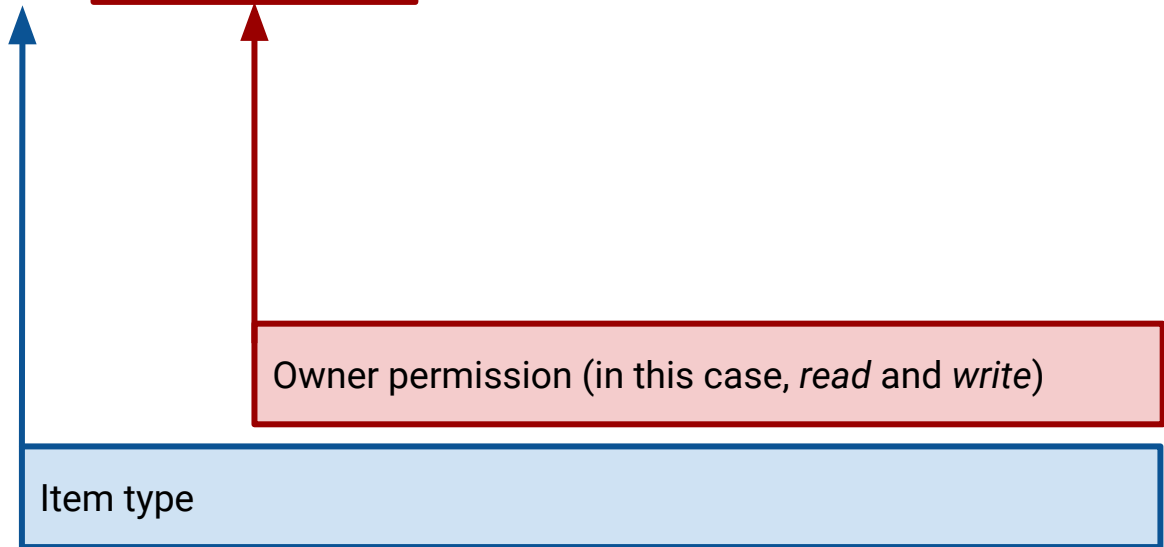 Owner permission (in this case, read and write)
Item type